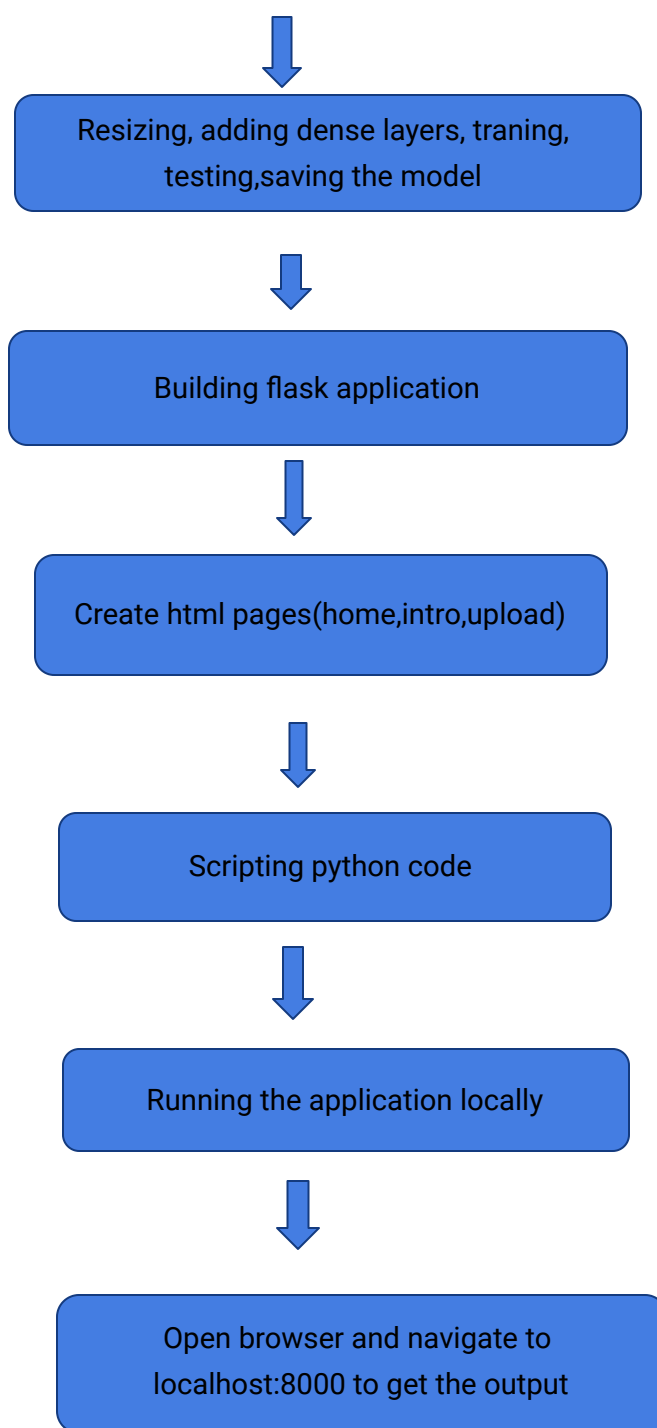 Resizing, adding dense layers, traning,
testing,saving the model
Building flask application
Create html pages(home,intro,upload)
Scripting python code
Running the application locally
Open browser and navigate to
localhost:8000 to get the output